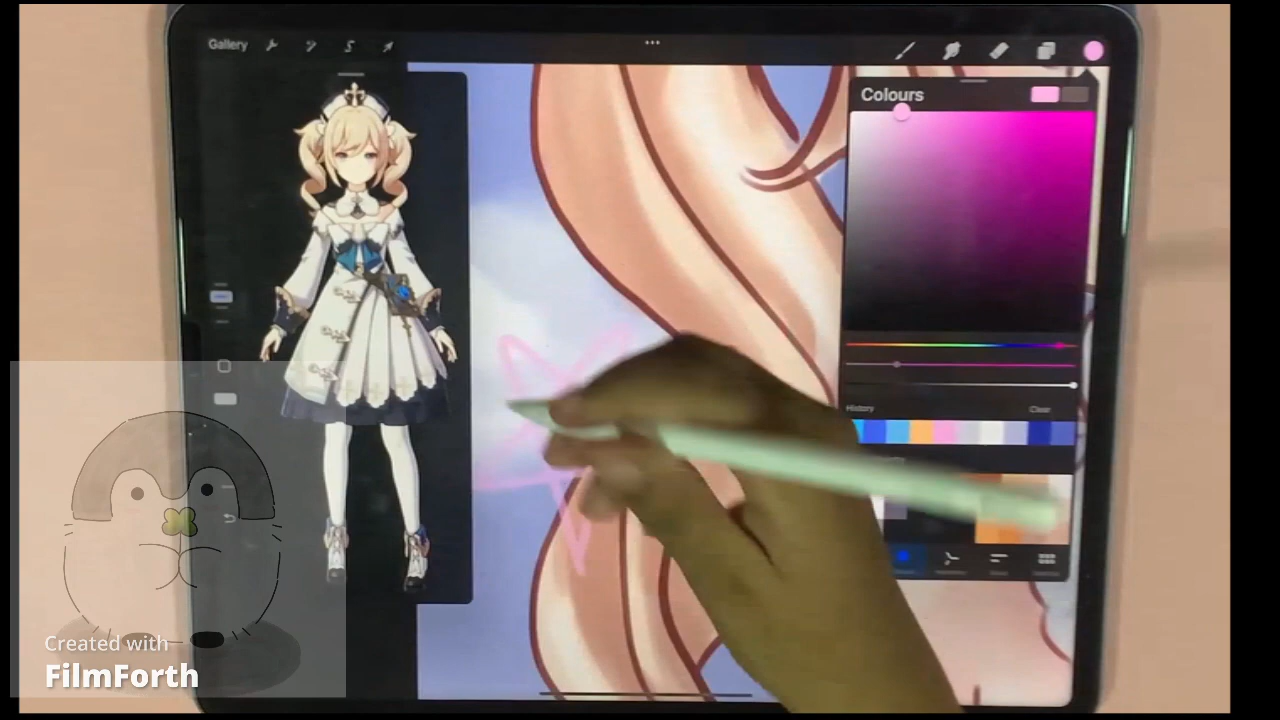 Gallery
Colours
History
Clear
Created with
FilmForth